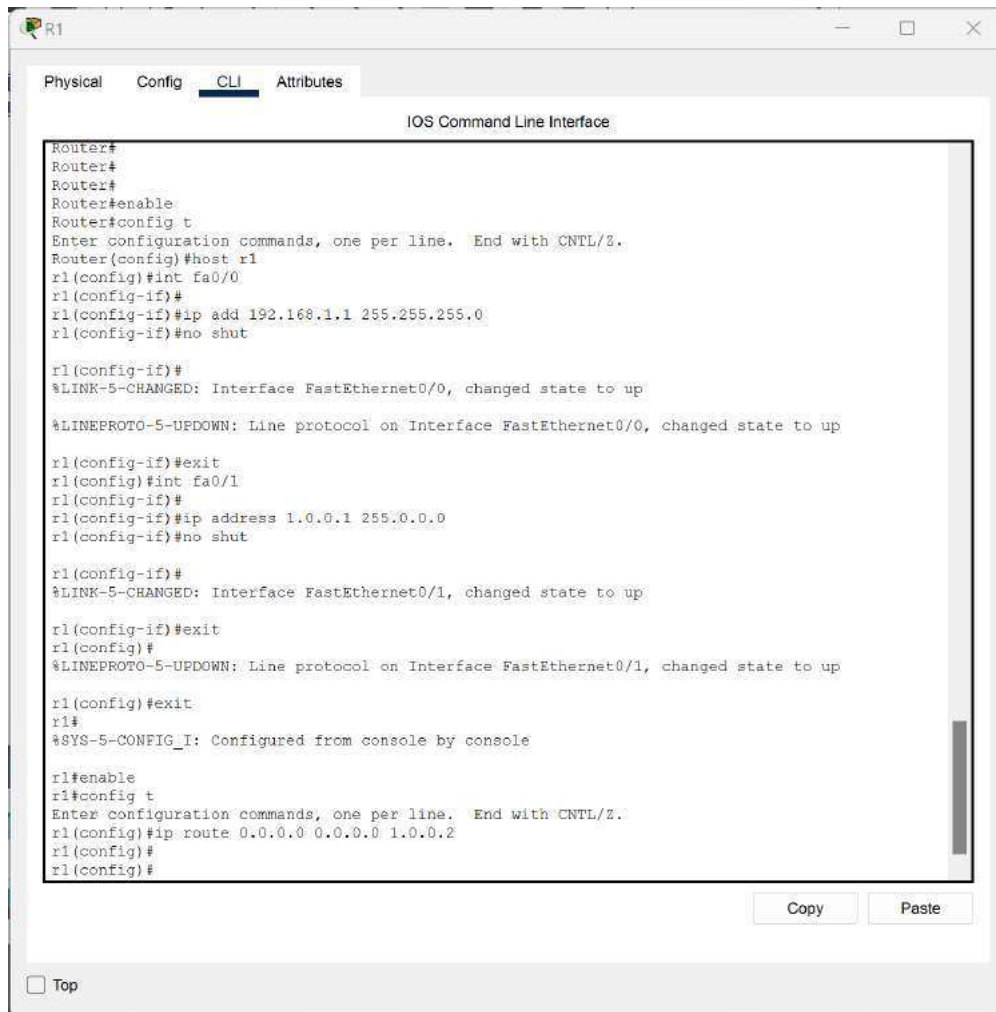 R1
Physical Config CLI Attributes
IOS Command Line Interface
Router#
Router#
Router#
Router#enable
Router#config t
Enter configuration commands, one per line. End with CNTL/Z.
Router(config)#host r1
r1(config)#int fa0/0
r1(config-if)#
r1(config-if)#ip add 192.168.1.1 255.255.255.0
r1(config-if)#no shut
r1(config-if)#
%LINK-5-CHANGED: Interface FastEthernet0/0, changed state to up
%LINEPROTO-5-UPDOWN: Line protocol on Interface FastEthernet0/0, changed state to up
r1(config-if)#exit
r1(config)#int fa0/1
r1(config-if)#
r1(config-if)#ip address 1.0.0.1 255.0.0.0
r1(config-if)#no shut
r1(config-if)#
%LINK-5-CHANGED: Interface FastEthernet0/1, changed state to up
r1(config-if)#exit
r1(config)#
%LINEPROTO-5-UPDOWN: Line protocol on Interface FastEthernet0/1, changed state to up
r1(config)#exit
r1#
%SYS-5-CONFIG_I: Configured from console by console
r1#enable
r1#config t
Enter configuration commands, one per line. End with CNTL/Z.
r1(config)#ip route 0.0.0.0 0.0.0.0 1.0.0.2
r1(config)#
r1(config)#
Copy Paste
Top